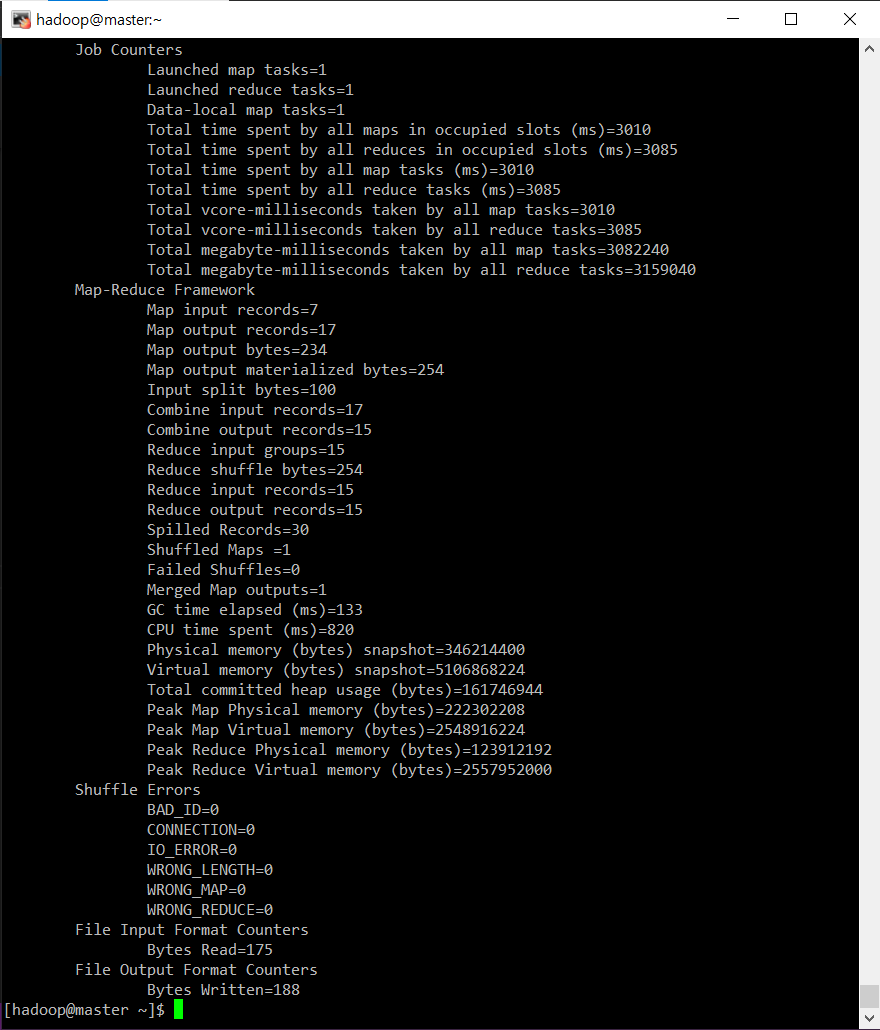 hadoop@master:~
Job Counters
Launched map tasks=1
Launched reduce tasks=1
Data-local map tasks=1
Total time spent by all maps in occupied slots (ms)=3010
Total time spent by all reduces in occupied slots (ms)=3085
Total time spent by all map tasks (ms)=3010
Total time spent by all reduce tasks (ms)=3085
Total vcore-milliseconds taken by all map tasks=3010
Total vcore-milliseconds taken by all reduce tasks=3085
Total megabyte-milliseconds taken by all map tasks=3082240
Total megabyte-milliseconds taken by all reduce tasks=3159040
Map-Reduce Framework
Map input records=7
Map output records=17
Map output bytes=234
Map output materialized bytes=254
Input split bytes=100
Combine input records=17
Combine output records=15
Reduce input groups=15
Reduce shuffle bytes=254
Reduce input records=15
Reduce output records=15
Spilled Records=30
Shuffled Maps =1
Failed Shuffles=0
Merged Map outputs=1
GC time elapsed (ms)=133
CPU time spent (ms)=820
Physical memory (bytes) snapshot=346214400
Virtual memory (bytes) snapshot=5106868224
Total committed heap usage (bytes)=161746944
Peak Map Physical memory (bytes)=222302208
Peak Map Virtual memory (bytes)=2548916224
Peak Reduce Physical memory (bytes)=123912192
Peak Reduce Virtual memory (bytes)=2557952000
Shuffle Errors
BAD_ID=0
CONNECTION=0
IO_ERROR=0
WRONG_LENGTH=0
WRONG_MAP=0
WRONG_REDUCE=0
File Input Format Counters
Bytes Read=175
File Output Format Counters
Bytes Written=188
[hadoop@master ~]$